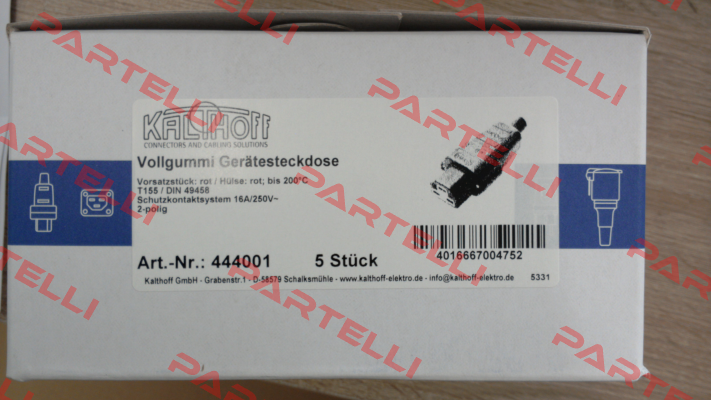 KALTHOFF
CONNECTORS AND CABLING SOLUTIONS
Vollgummi Gerätesteckdose
Vorsatzstück: rot / Hülse: rot; bis 200°C
T155 / DIN 49458
Schutzkontaktsystem 16A/250V~
2-polig
4016667004752
Art.-Nr.: 444001 5 Stück
Kalthoff GmbH - Grabenstr.1 - D-58579 Schalksmühle - www.kalthoff-elektro.de - info@kalthoff-elektro.de 5331
PARTELLI
PARTELLI
PARTELLI
PARTELLI
PARTELLI
PARTELLI